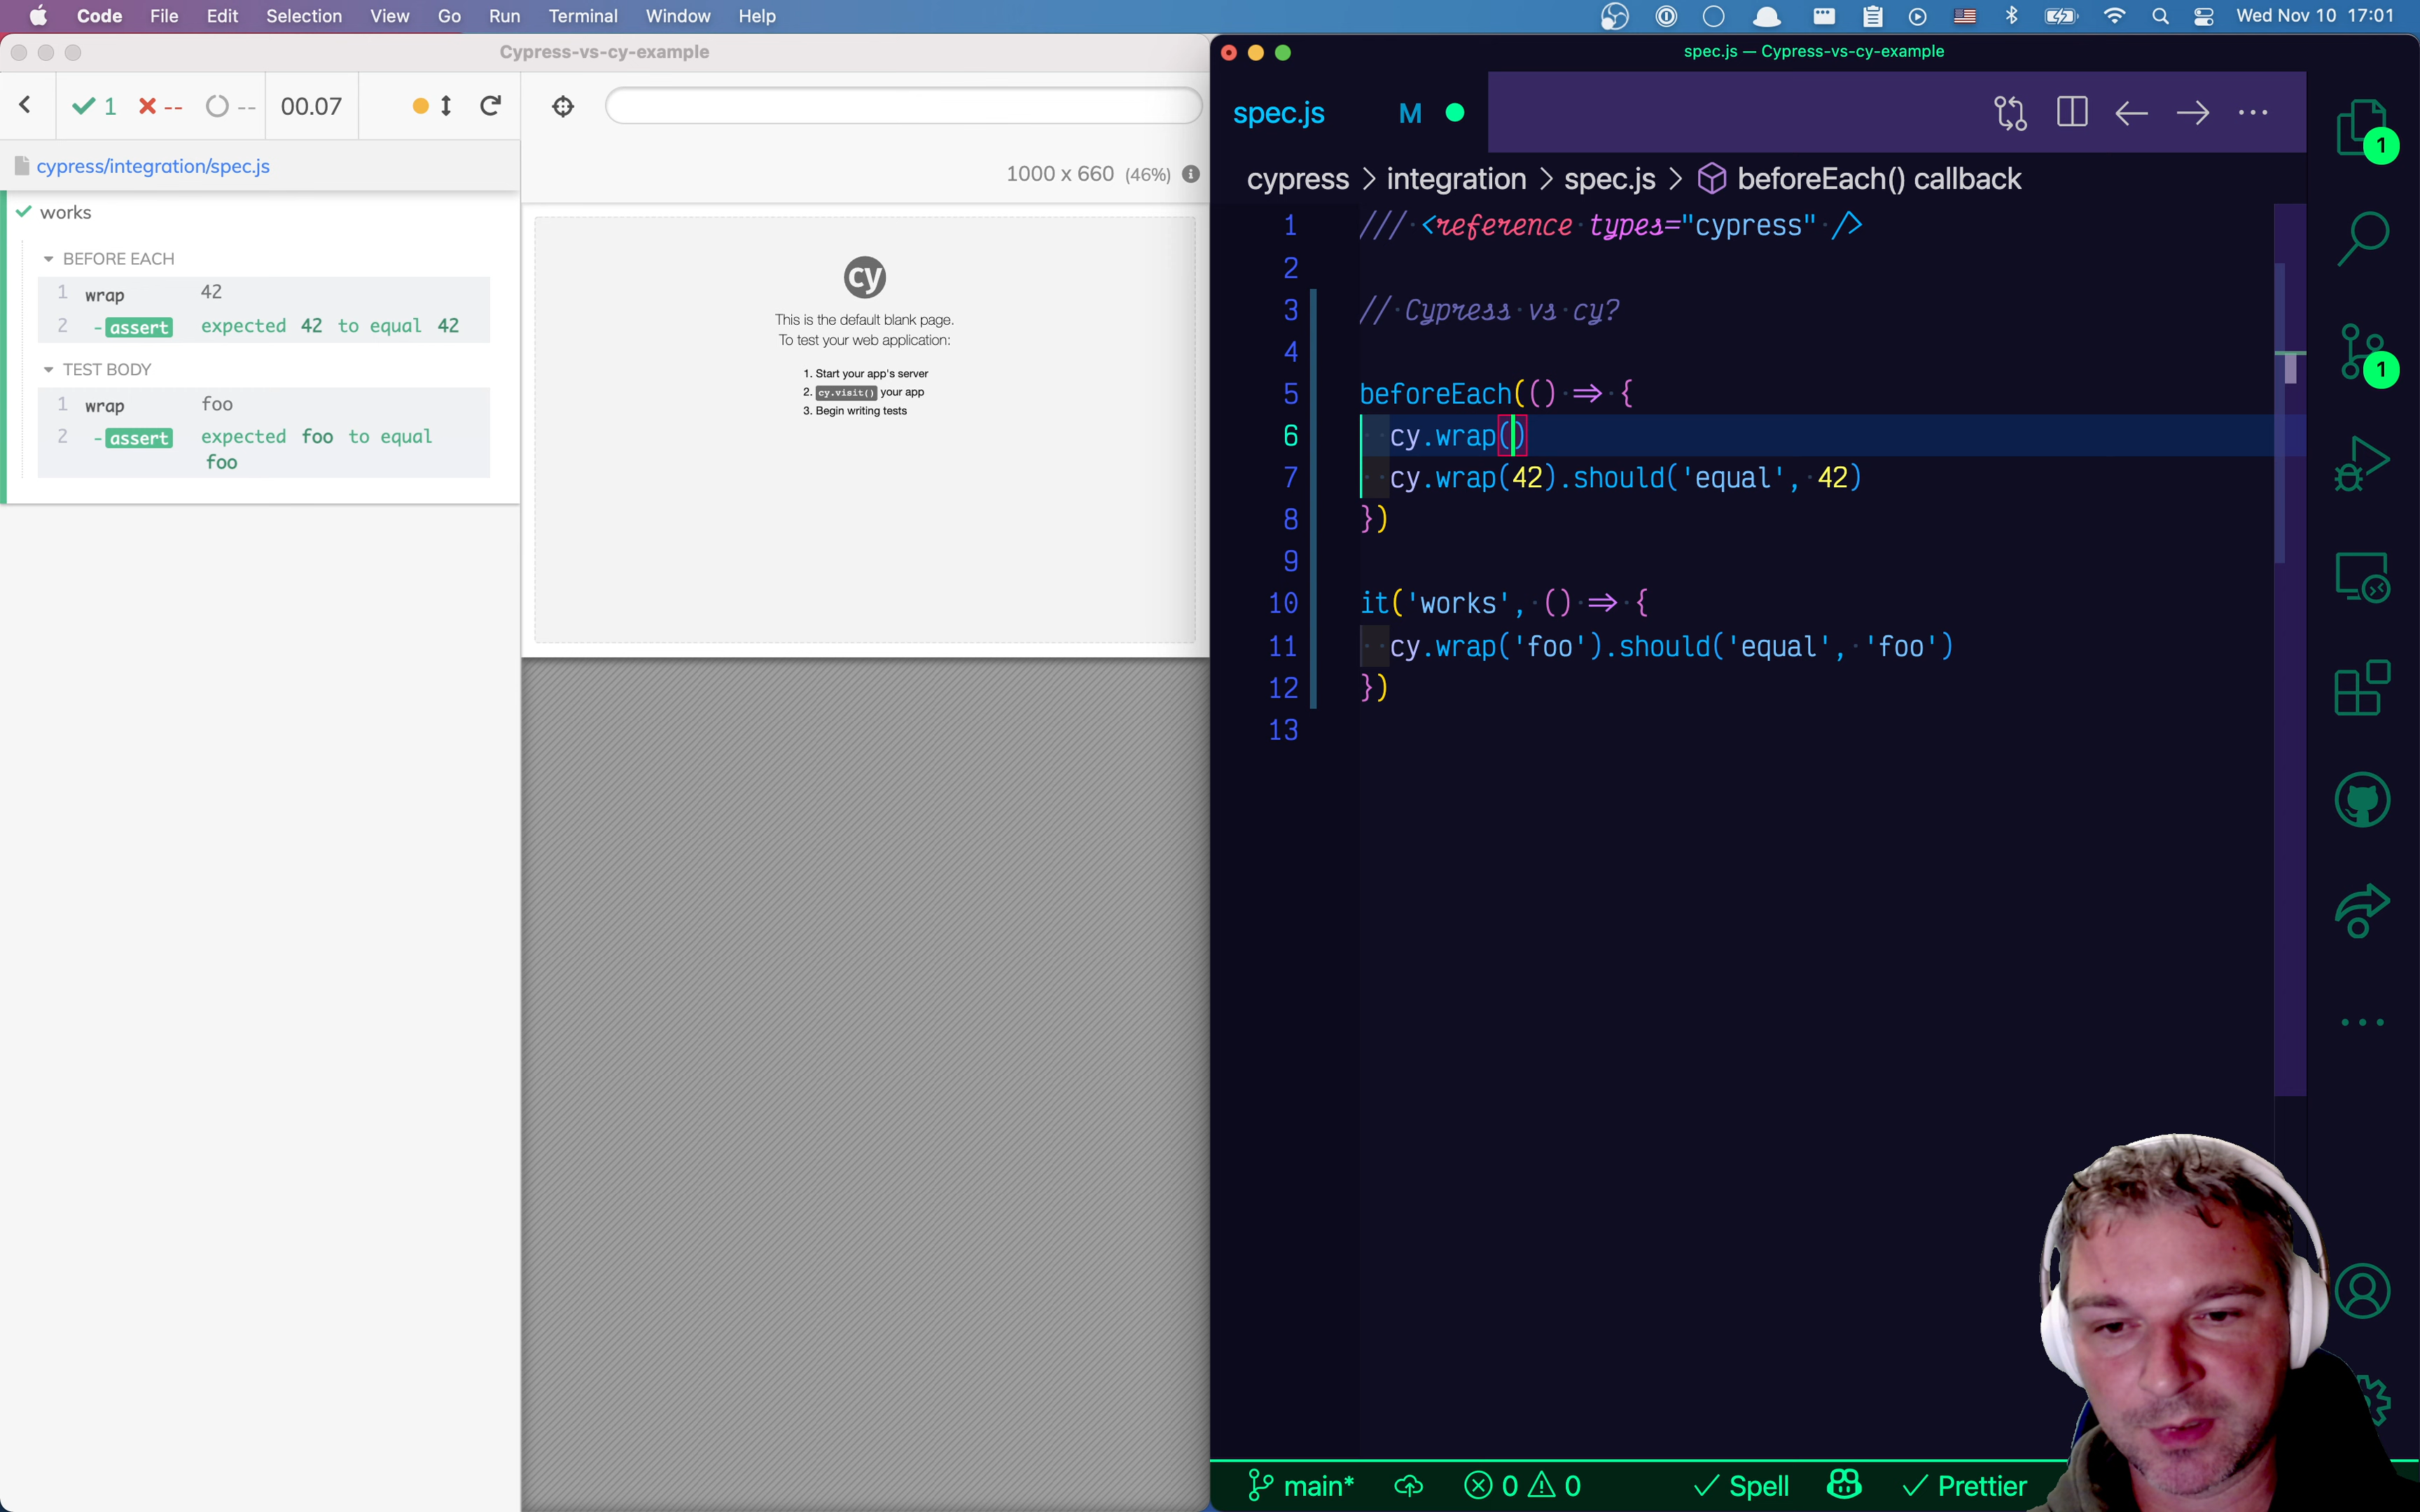 Code File Edit Selection View Go Run Terminal Window Help
Wed Nov 10 17:01
Cypress-vs-cy-example
1 -- -- 00.07
cypress/integration/spec.js
1000 x 660 (46%)
works
BEFORE EACH
1 wrap 42
2 -assert expected 42 to equal 42
TEST BODY
1 wrap foo
2 -assert expected foo to equal
foo
cy
This is the default blank page.
To test your web application:
1. Start your app's server
2. cy.visit() your app
3. Begin writing tests
spec.js — Cypress-vs-cy-example
spec.js M
cypress > integration > spec.js > beforeEach() callback
1 /// <reference types="cypress" />
2
3 // Cypress vs cy?
4
5 beforeEach(() => {
6 cy.wrap()
7 cy.wrap(42).should('equal', 42)
8 })
9
10 it('works', () => {
11 cy.wrap('foo').should('equal', 'foo')
12 })
13
1
1
main* 0 0 Spell Prettier